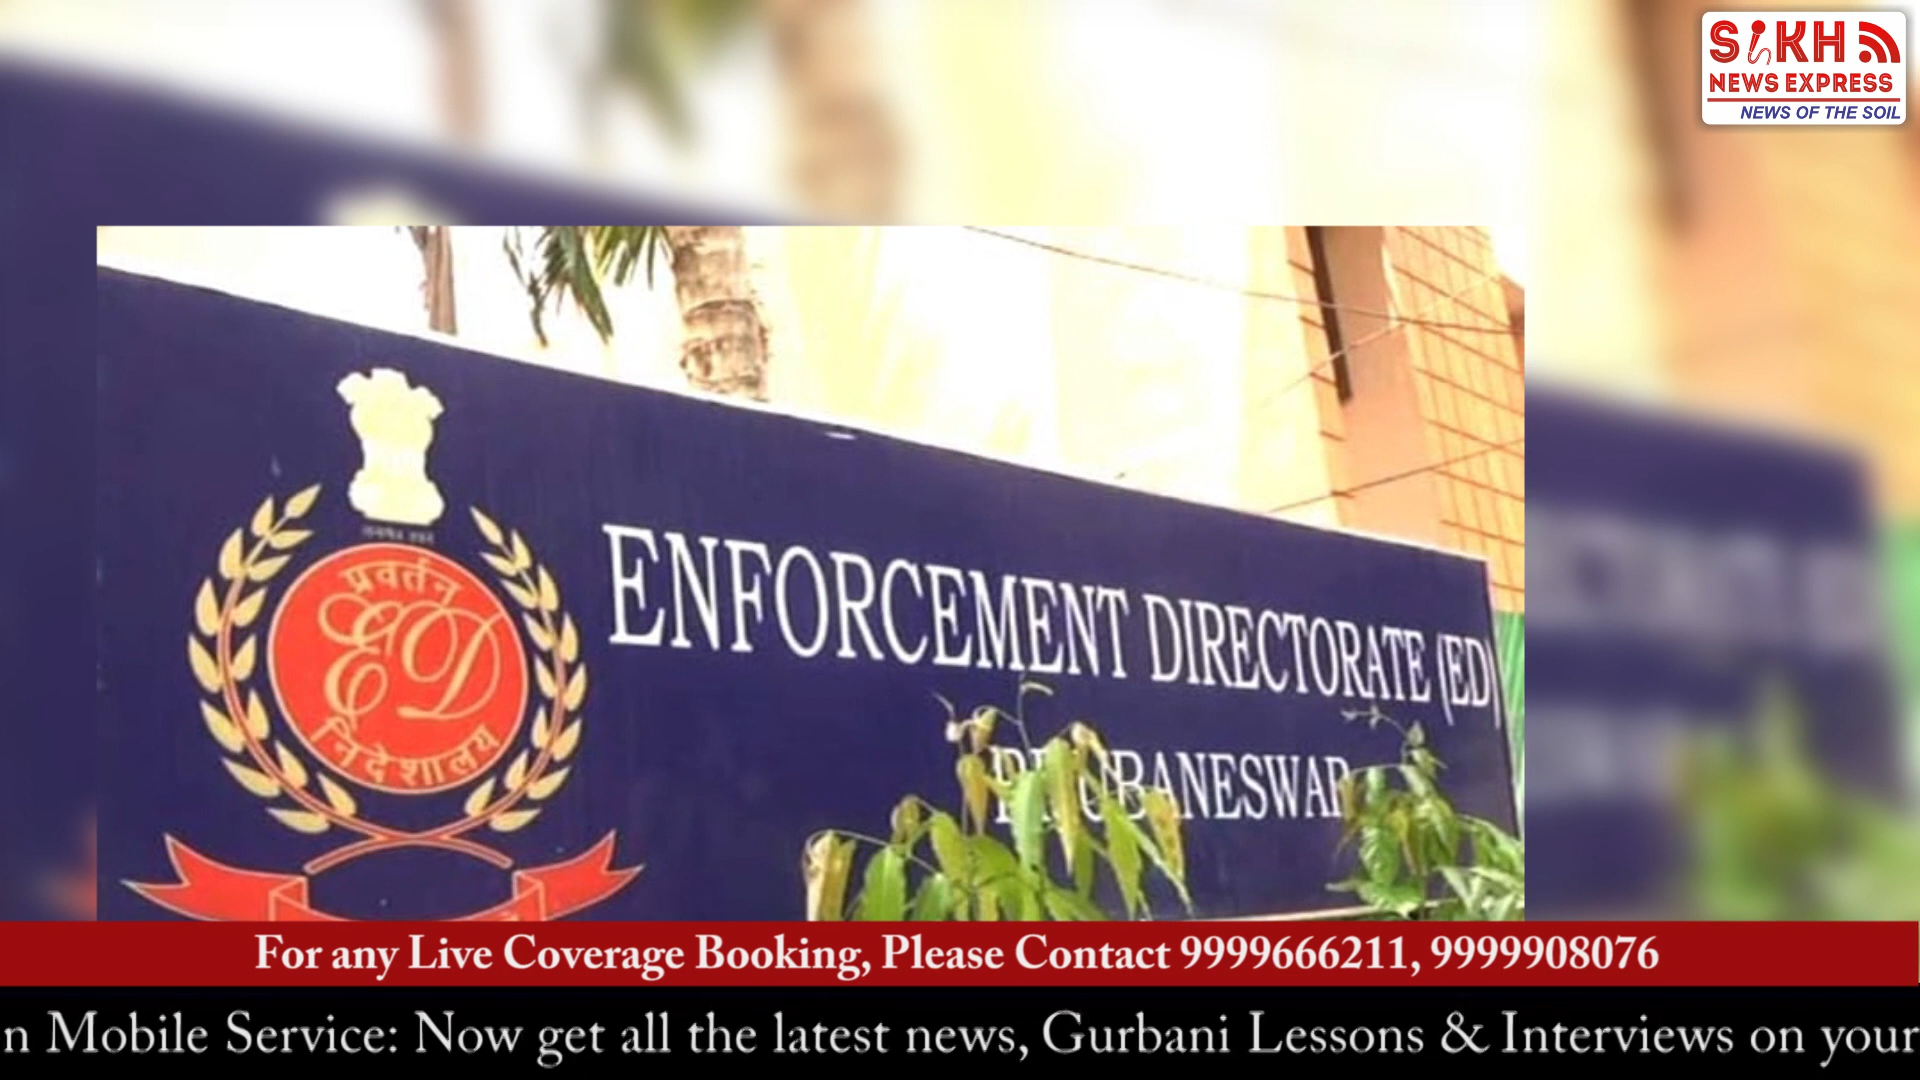 SiKH
NEWS EXPRESS
NEWS OF THE SOIL
प्रवर्तन
ED
निदेशालय
ENFORCEMENT DIRECTORATE (ED)
BHUBANESWAR
For any Live Coverage Booking, Please Contact 9999666211, 9999908076
n Mobile Service: Now get all the latest news, Gurbani Lessons & Interviews on your